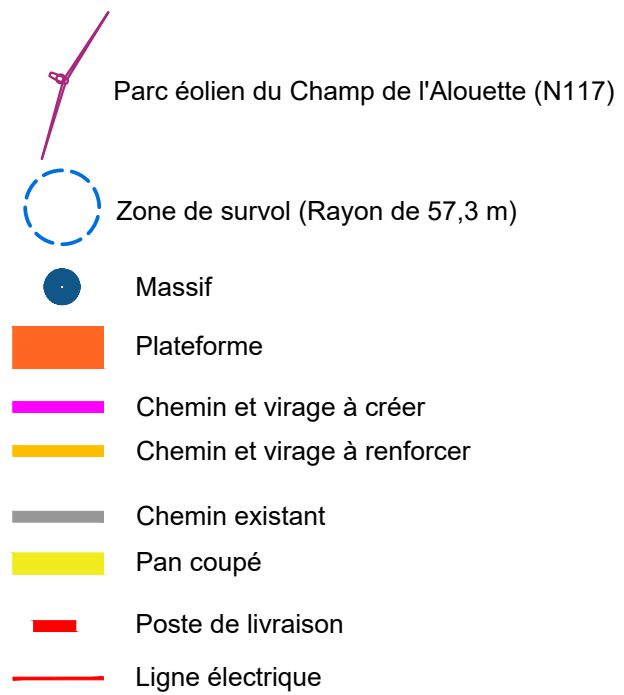 Parc éolien du Champ de l'Alouette (N117)
Zone de survol (Rayon de 57,3 m)
Massif
Plateforme
Chemin et virage à créer
Chemin et virage à renforcer
Chemin existant
Pan coupé
Poste de livraison
Ligne électrique